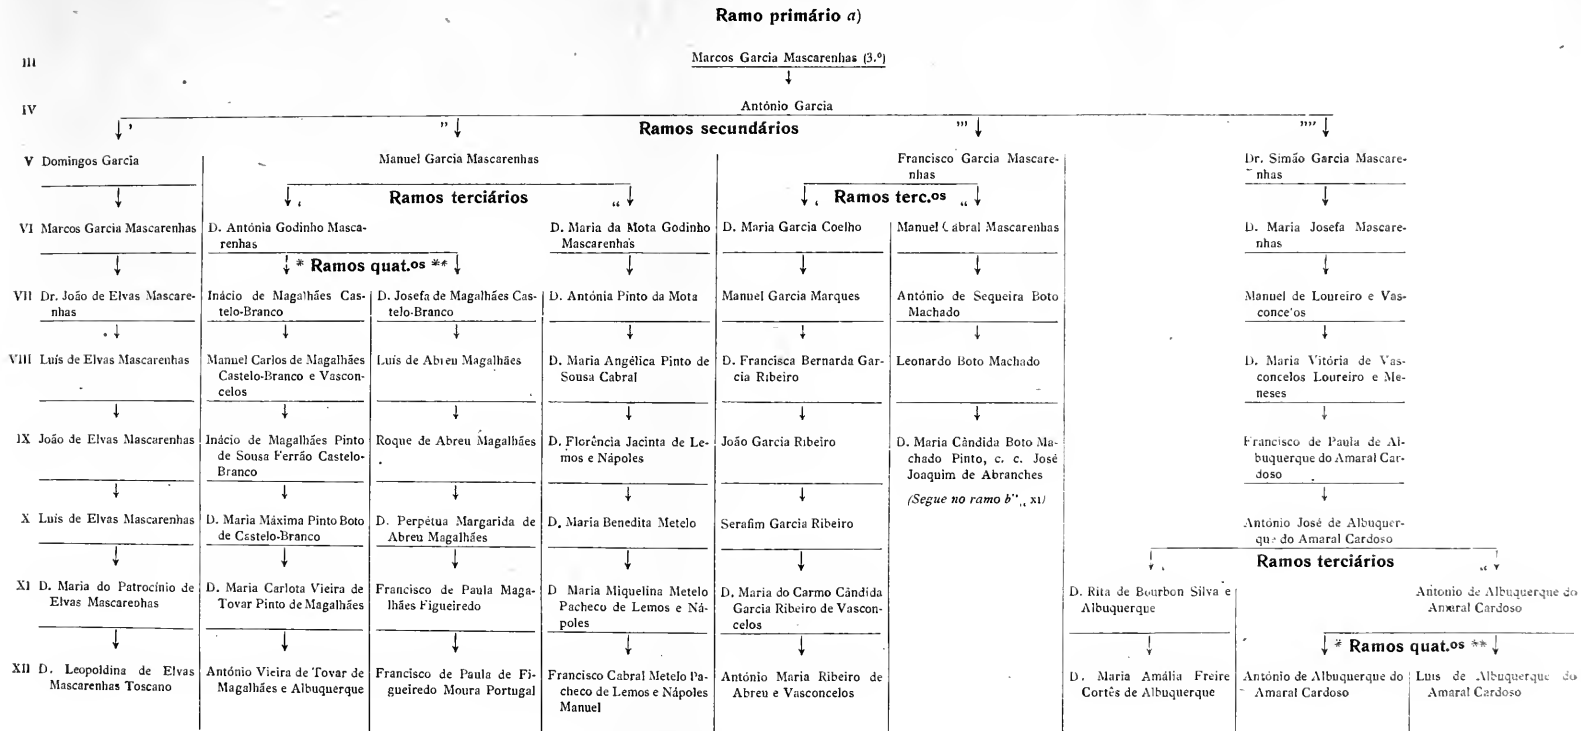 Ramo primário a)
III
Marcos Garcia Mascarenhas (3.º)
IV
António Garcia
’
” 
Ramos secundários
”’
””
V Domingos Garcia
Manuel Garcia Mascarenhas
Francisco Garcia Mascare-
nhas
Dr. Simão Garcia Mascare-
nhas
‘
Ramos terciários
“
‘
Ramos terc.os
“
VI Marcos Garcia Mascarenhas
D. Antónia Godinho Masca-
renhas
D. Maria da Mota Godinho
Mascarenhas
D. Maria Garcia Coelho
Manuel Cabral Mascarenhas
D. Maria Josefa Mascare-
nhas
* Ramos quat.os **
VII Dr. João de Elvas Mascare-
nhas
Inácio de Magalhães Cas-
telo-Branco
D. Josefa de Magalhães Cas-
telo-Branco
D. Antónia Pinto da Mota
Manuel Garcia Marques
António de Sequeira Boto
Machado
Manuel de Loureiro e Vas-
conce'os
VIII Luís de Elvas Mascarenhas
Manuel Carlos de Magalhães
Castelo-Branco e Vascon-
celos
Luís de Abreu Magalhães
D. Maria Angélica Pinto de
Sousa Cabral
D. Francisca Bernarda Gar-
cia Ribeiro
Leonardo Boto Machado
D. Maria Vitória de Vas-
concelos Loureiro e Me-
neses
IX João de Elvas Mascarenhas
Inácio de Magalhães Pinto
de Sousa Ferrão Castelo-
Branco
Roque de Abreu Magalhães
D. Florência Jacinta de Le-
mos e Nápoles
João Garcia Ribeiro
D. Maria Cândida Boto Ma-
chado Pinto, c. c. José
Joaquim de Abranches
(Segue no ramo b’’ “ XI)
Francisco de Paula de Al-
buquerque do Amaral Car-
doso
X Luís de Elvas Mascarenhas
D. Maria Máxima Pinto Boto
de Castelo-Branco
D. Perpétua Margarida de
Abreu Magalhães
D. Maria Benedita Metelo
Serafim Garcia Ribeiro
António José de Albuquer-
que do Amaral Cardoso
‘
Ramos terciários
“
XI D. Maria do Patrocínio de
Elvas Mascarenhas
D. Maria Carlota Vieira de
Tovar Pinto de Magalhães
Francisco de Paula Maga-
lhães Figueiredo
D Maria Miquelina Metelo
Pacheco de Lemos e Ná-
poles
D. Maria do Carmo Cândida
Garcia Ribeiro de Vascon-
celos
D. Rita de Bourbon Silva e
Albuquerque
Antonio de Albuquerque do
Amaral Cardoso
* Ramos quat.os **
XII D. Leopoldina de Elvas
Mascarenhas Toscano
António Vieira de Tovar de
Magalhães e Albuquerque
Francisco de Paula de Fi-
gueiredo Moura Portugal
Francisco Cabral Metelo Pa-
checo de Lemos e Nápoles
Manuel
António Maria Ribeiro de
Abreu e Vasconcelos
D. Maria Amália Freire
Cortês de Albuquerque
António de Albuquerque do
Amaral Cardoso
Luís de Albuquerque do
Amaral Cardoso